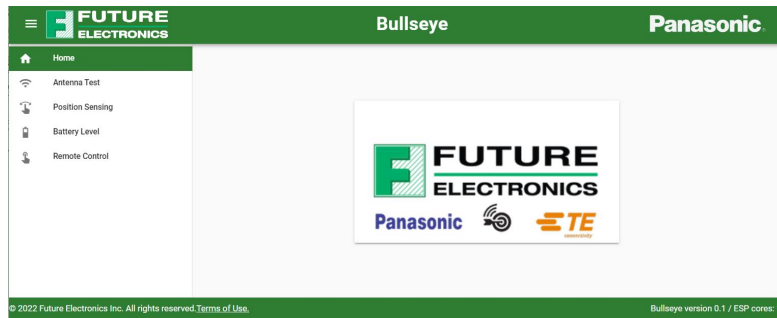 FUTURE
ELECTRONICS
Bullseye
Panasonic
Home
Antenna Test
Position Sensing
Battery Level
Remote Control
FUTURE
ELECTRONICS
Panasonic
TE
connectivity
© 2022 Future Electronics Inc. All rights reserved.Terms of Use.
Bullseye version 0.1 / ESP cores: